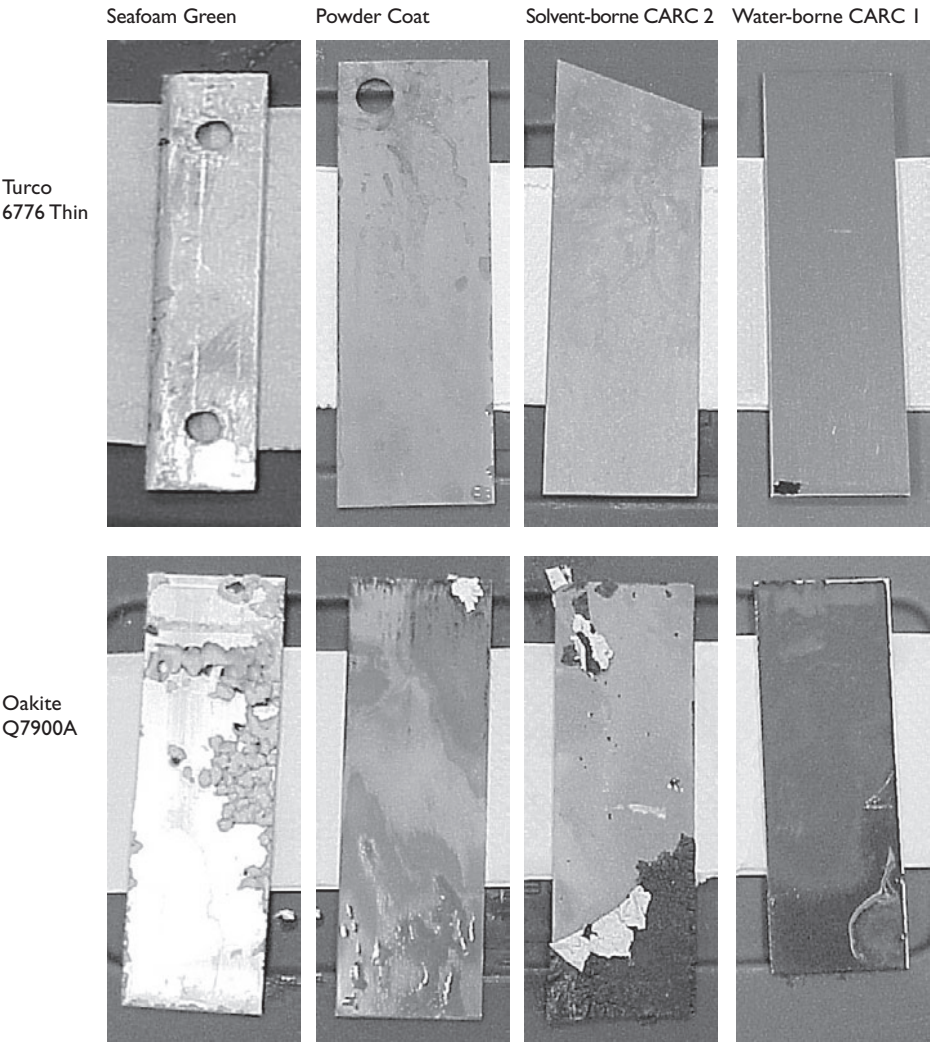 Seafoam Green
Powder Coat
Solvent-borne CARC 2
Water-borne CARC 1
Turco
6776 Thin
Oakite
Q7900A